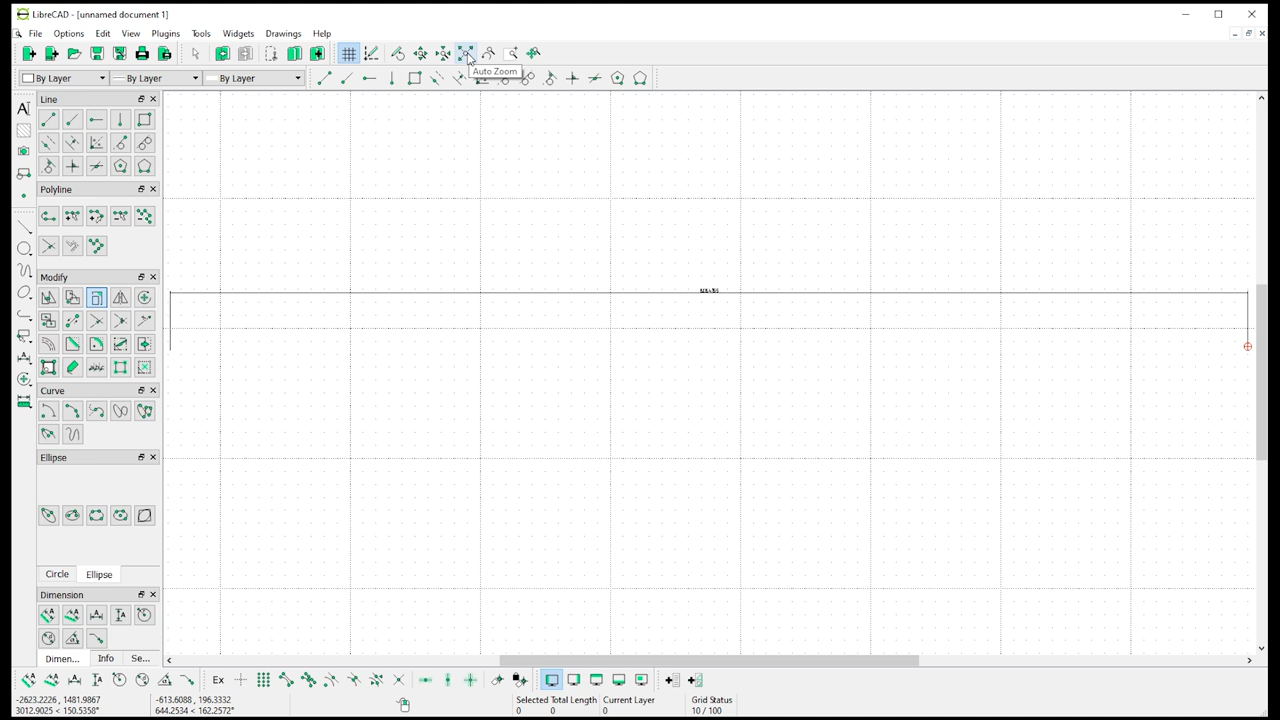 LibreCAD - [unnamed document 1]
File Options Edit View Plugins Tools Widgets Drawings Help
By Layer By Layer By Layer
Auto Zoom
Line
Polyline
Modify
Curve
Ellipse
Circle Ellipse
Dimension
Dimen... Info Se...
Ex
-2623.2226 , 1481.9867 -613.6088 , 196.3332 Selected Total Length Current Layer Grid Status
3012.9025 < 150.5358° 644.2534 < 162.2572° 0 0 0 10 / 100